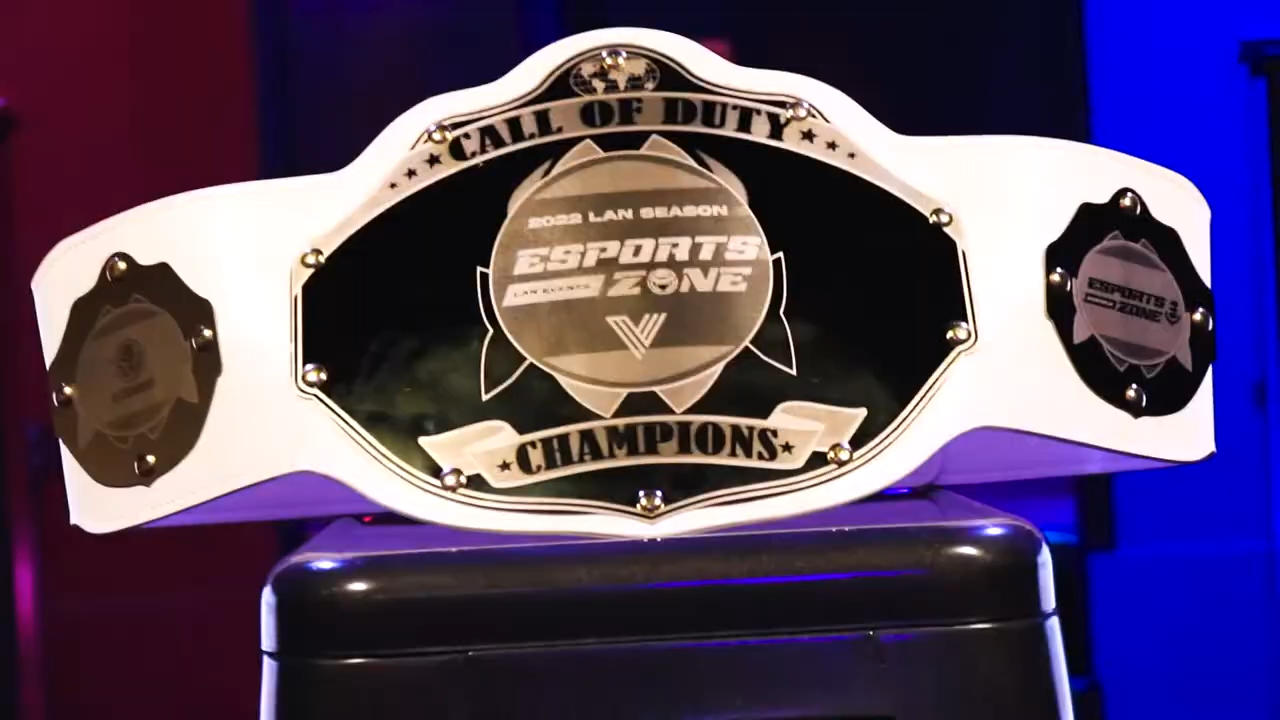 CALL OF DUTY
2022 LAN SEASON
ESPORTS
LAN EVENTS ZONE
CHAMPIONS
ESPORTS
ZONE